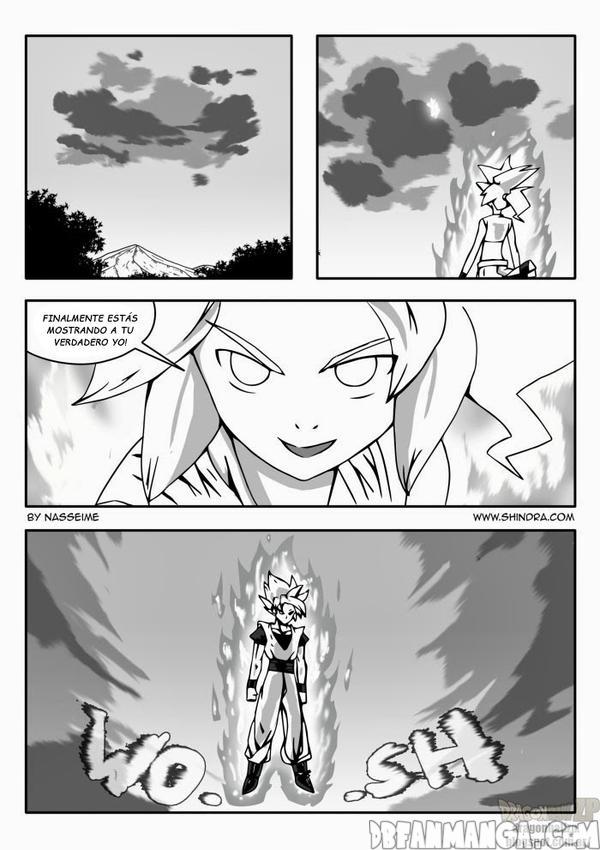 FINALMENTE ESTÁS
MOSTRANDO A TU
VERDADERO YO!
BY NASSEIME
WWW.SHINDRA.COM
WO.SH
DBFANMANGA.COM